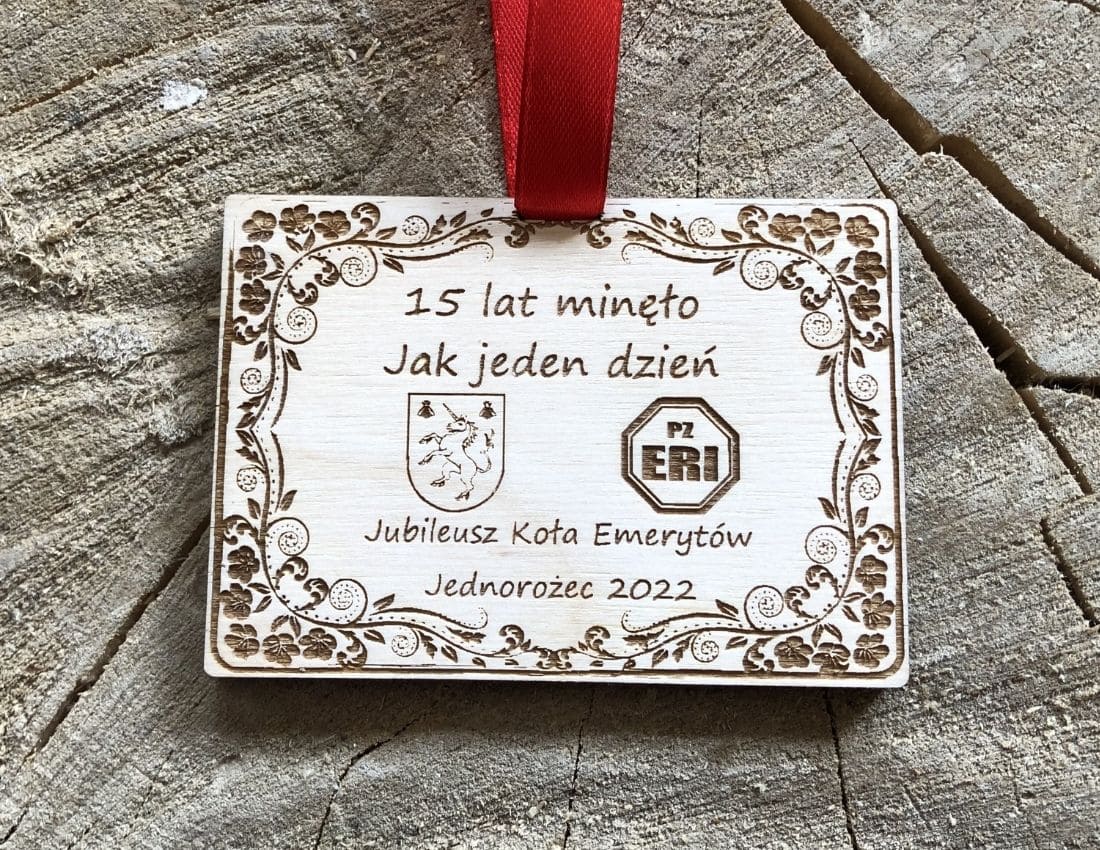 15 lat minęło
Jak jeden dzień
PZ
ERI
Jubileusz Koła Emerytów
Jednorożec 2022